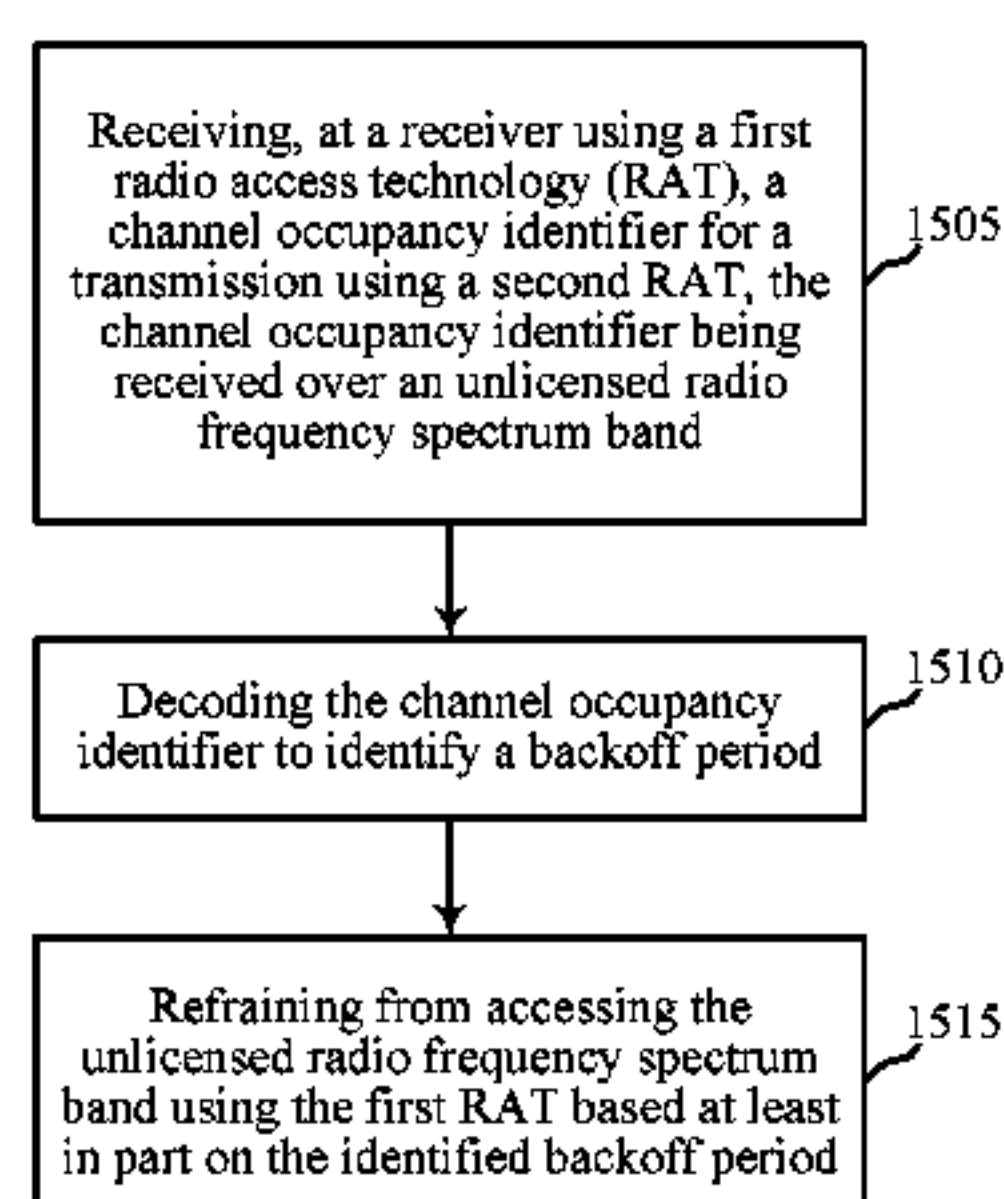 Receiving, at a receiver using a first
radio access technology (RAT), a
channel occupancy identifier for a
transmission using a second RAT, the
channel occupancy identifier being
received over an unlicensed radio
frequency spectrum band
1505
Decoding the channel occupancy
identifier to identify a backoff period
1510
Refraining from accessing the
unlicensed radio frequency spectrum
band using the first RAT based at least
in part on the identified backoff period
1515